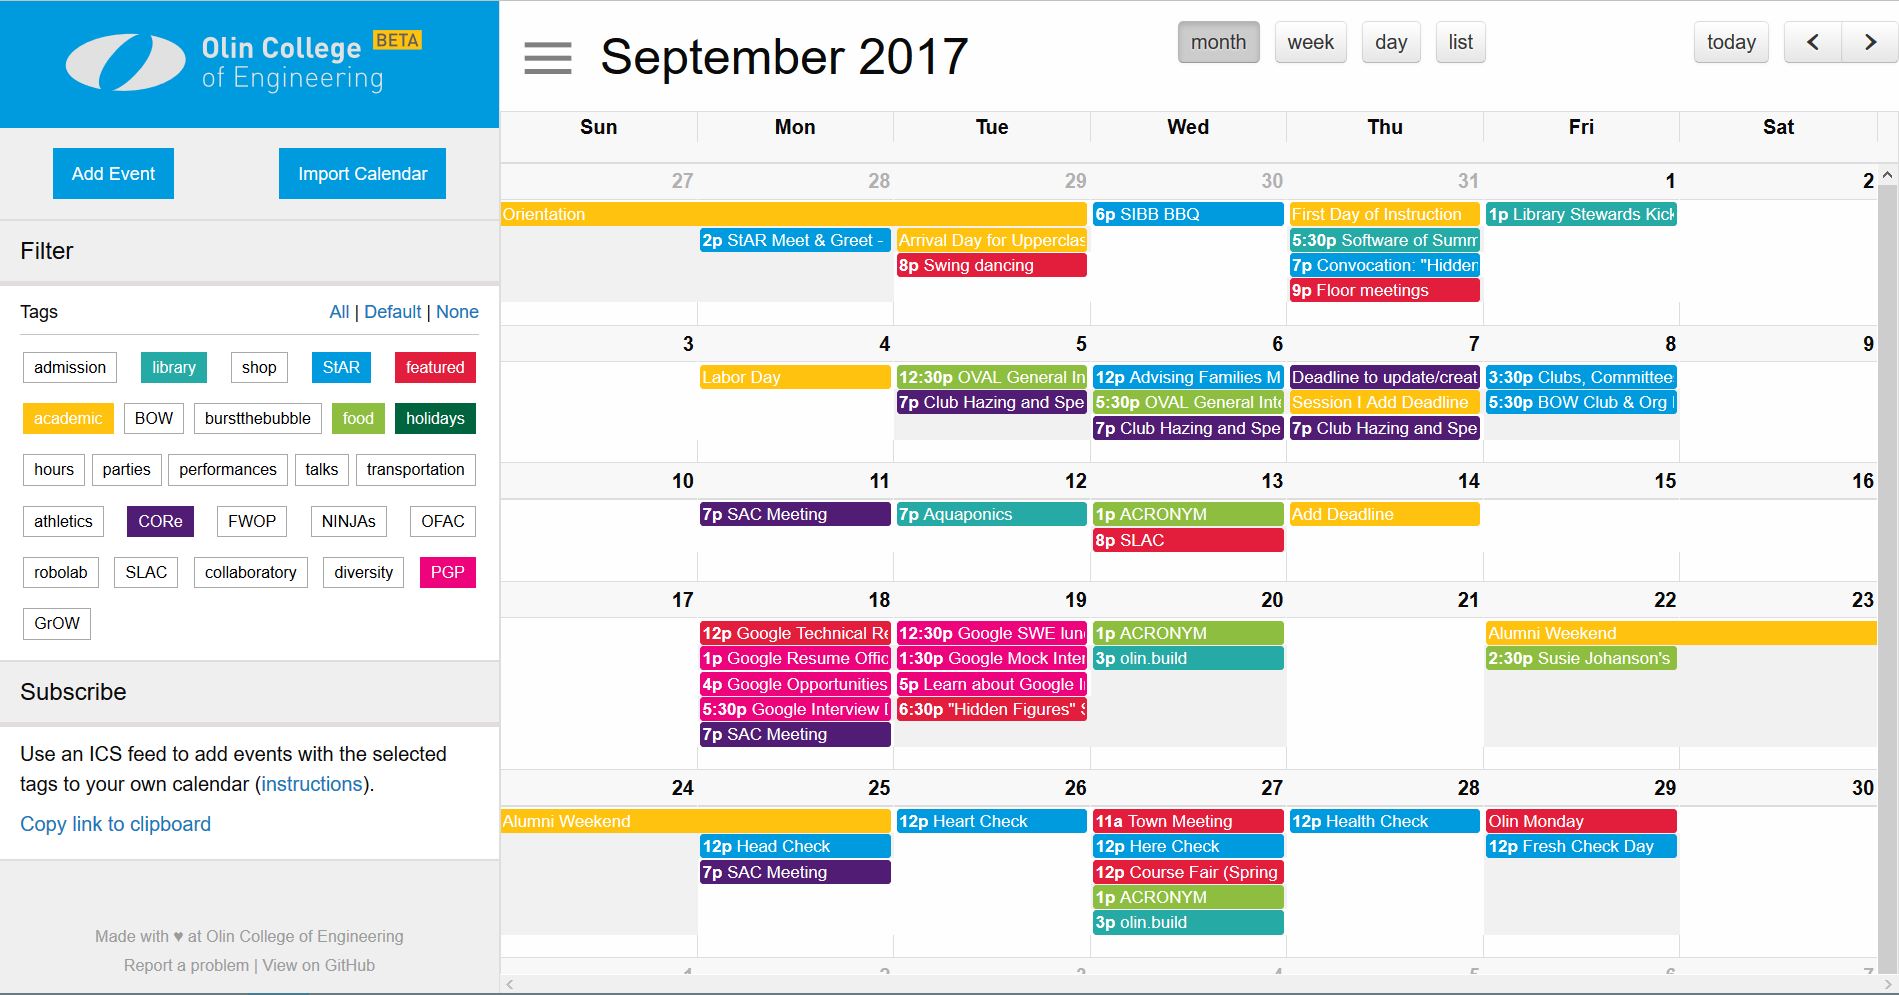 Olin College BETA
of Engineering
Add Event Import Calendar
Filter
Tags All | Default | None
admission library shop StAR featured
academic BOW burstthebubble food holidays
hours parties performances talks transportation
athletics CORe FWOP NINJAs OFAC
robolab SLAC collaboratory diversity PGP
GrOW
Subscribe
Use an ICS feed to add events with the selected
tags to your own calendar (instructions).
Copy link to clipboard
Made with ♥ at Olin College of Engineering
Report a problem | View on GitHub
September 2017
month week day list today < >
Sun Mon Tue Wed Thu Fri Sat
27 28 29 30 31 1 2
Orientation 6p SIBB BBQ First Day of Instruction 1p Library Stewards Kick
2p StAR Meet & Greet - Arrival Day for Upperclas 5:30p Software of Summ
8p Swing dancing 7p Convocation: "Hidden
9p Floor meetings
3 4 5 6 7 8 9
Labor Day 12:30p OVAL General In 12p Advising Families M Deadline to update/creat 3:30p Clubs, Committee
7p Club Hazing and Spe 5:30p OVAL General Inte Session I Add Deadline 5:30p BOW Club & Org
7p Club Hazing and Spe 7p Club Hazing and Spe
10 11 12 13 14 15 16
7p SAC Meeting 7p Aquaponics 1p ACRONYM Add Deadline
8p SLAC
17 18 19 20 21 22 23
12p Google Technical Re 12:30p Google SWE lun 1p ACRONYM Alumni Weekend
1p Google Resume Offic 1:30p Google Mock Inter 3p olin.build 2:30p Susie Johanson's
4p Google Opportunities 5p Learn about Google I
5:30p Google Interview 6:30p "Hidden Figures" S
7p SAC Meeting
24 25 26 27 28 29 30
Alumni Weekend 12p Heart Check 11a Town Meeting 12p Health Check Olin Monday
12p Head Check 12p Here Check 12p Fresh Check Day
7p SAC Meeting 12p Course Fair (Spring
1p ACRONYM
3p olin.build